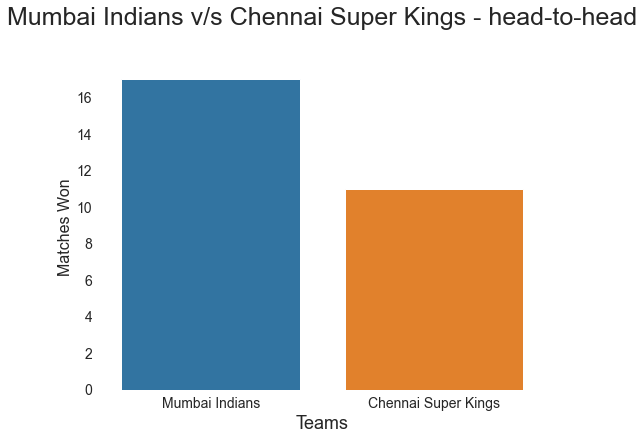 Mumbai Indians v/s Chennai Super Kings - head-to-head
16
14
12
10
8
6
4
2
0
Matches Won
Mumbai Indians
Chennai Super Kings
Teams